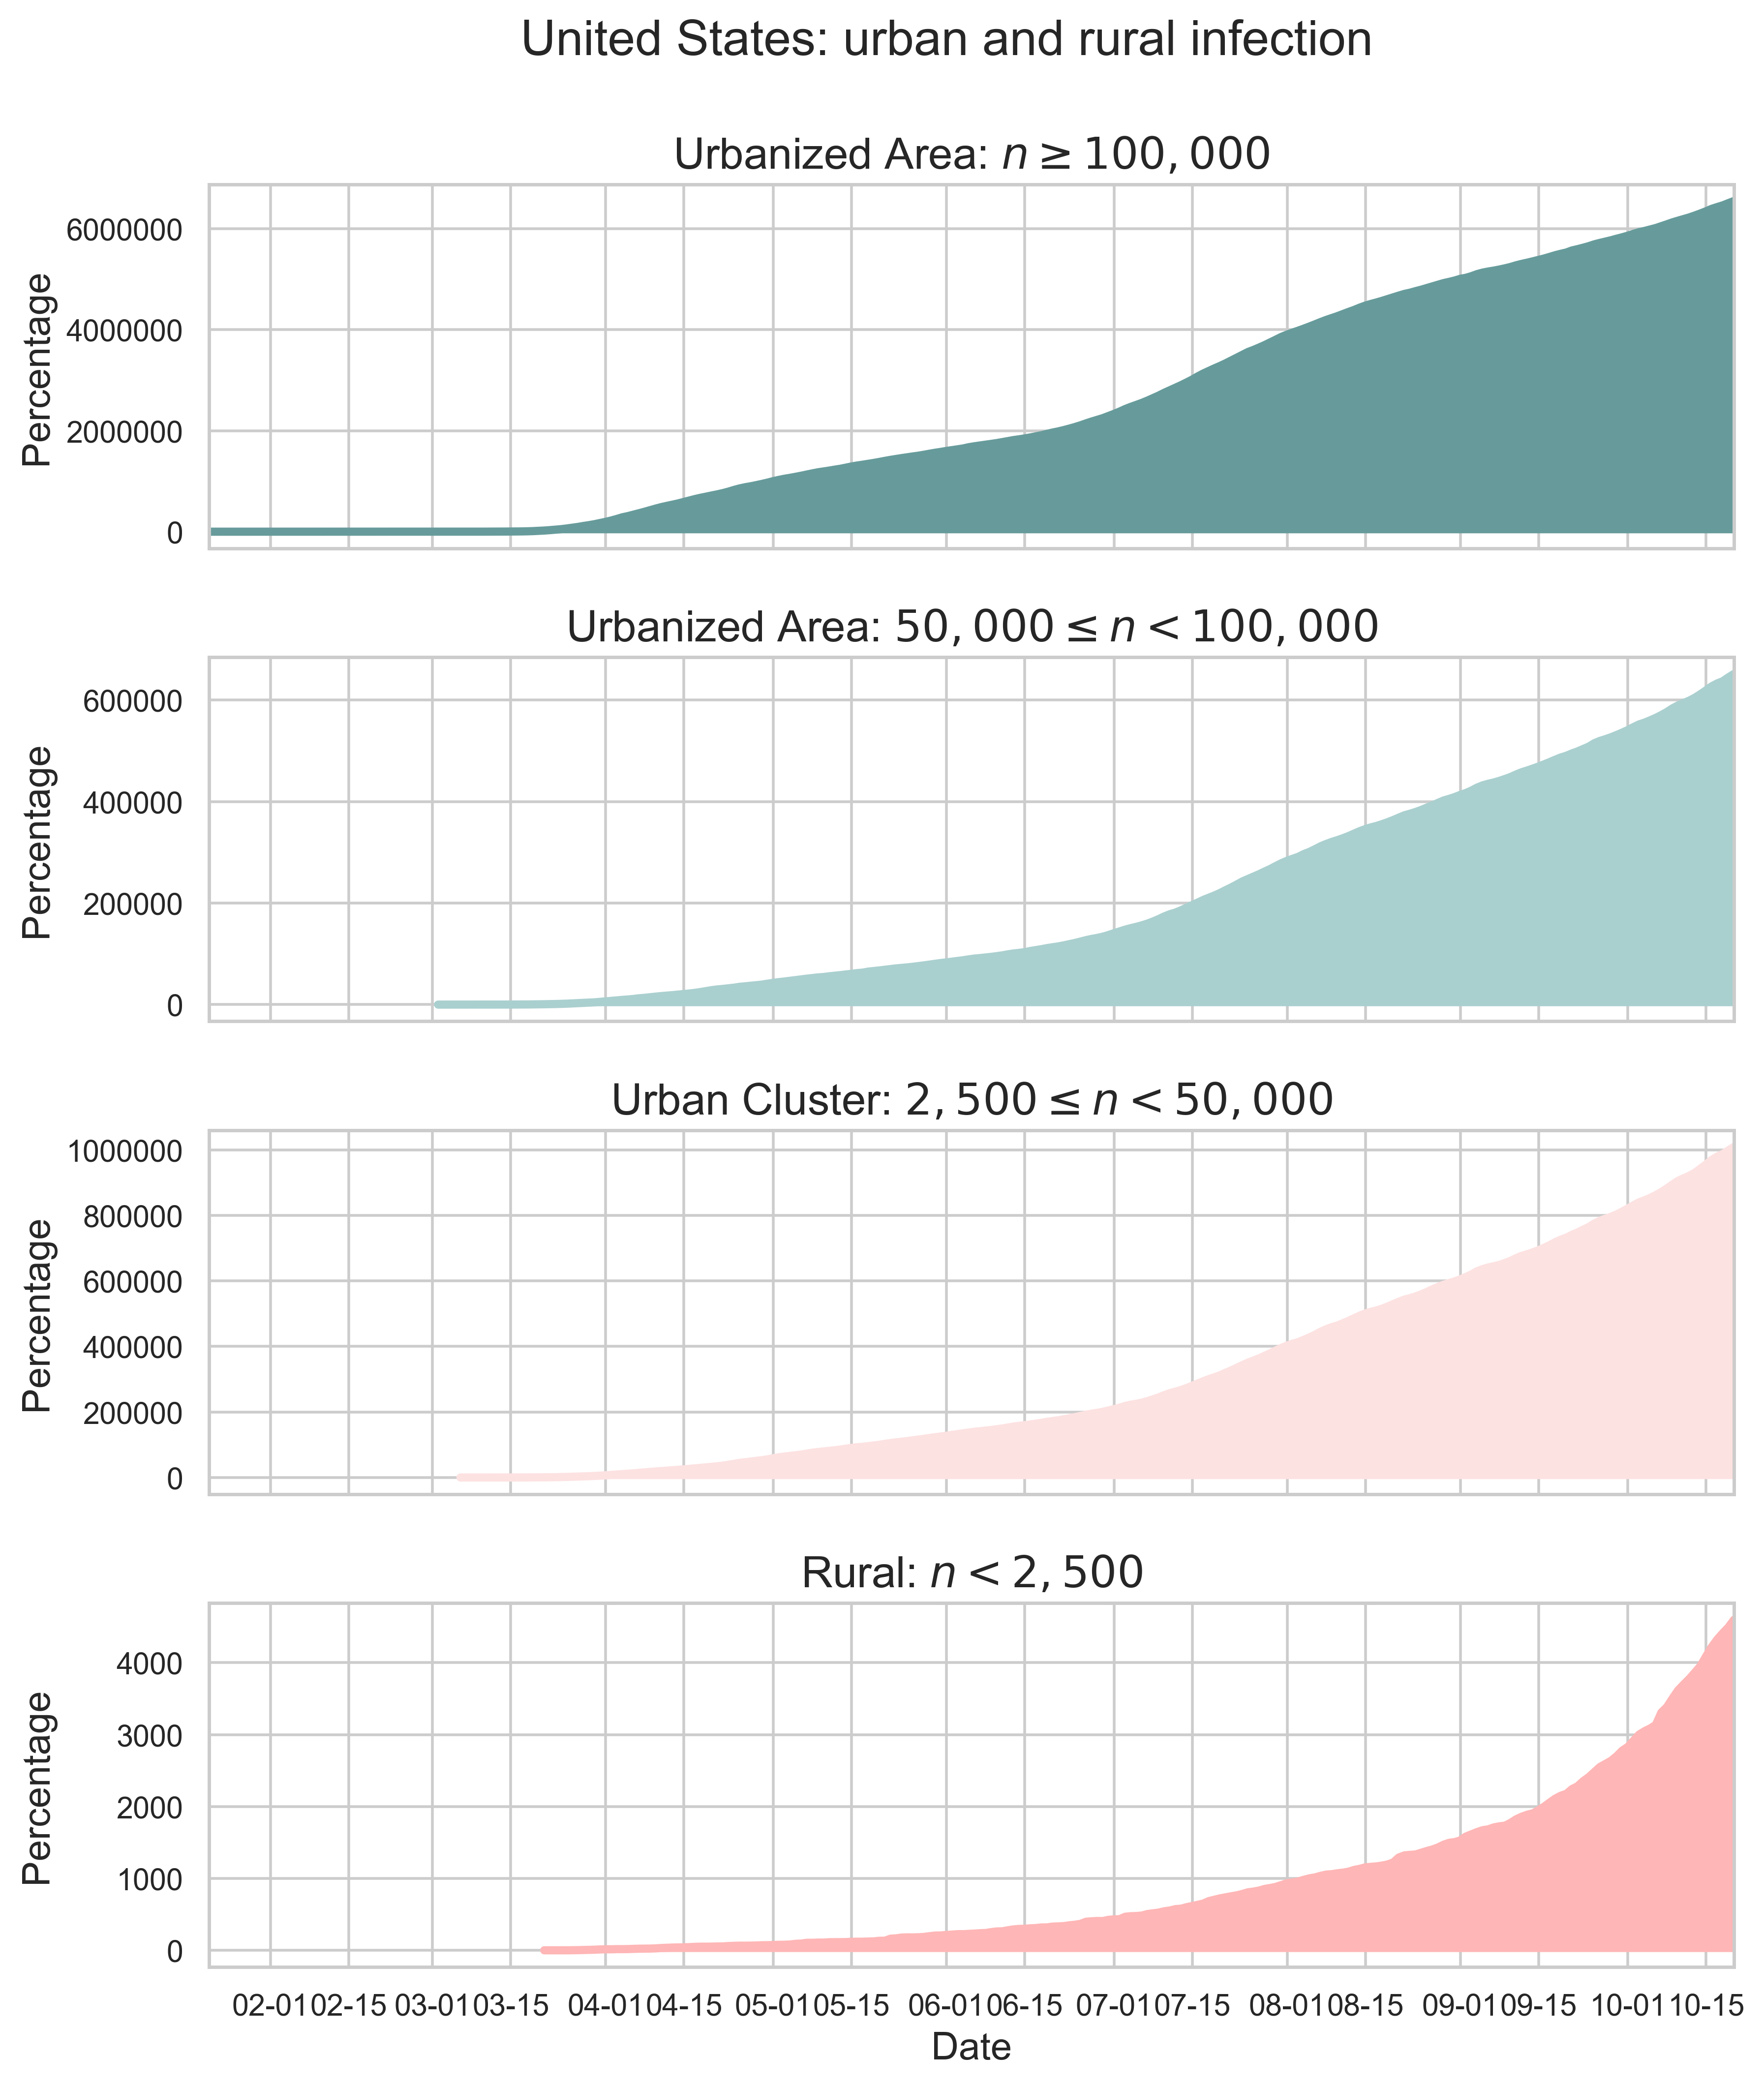 United States: urban and rural infection
Urbanized Area: n ≥ 100,000
Percentage
6000000
4000000
2000000
0
Urbanized Area: 50,000 ≤ n < 100,000
Percentage
600000
400000
200000
0
Urban Cluster: 2,500 ≤ n < 50,000
Percentage
1000000
800000
600000
400000
200000
0
Rural: n < 2,500
Percentage
4000
3000
2000
1000
0
02-01 02-15 03-01 03-15 04-01 04-15 05-01 05-15 06-01 06-15 07-01 07-15 08-01 08-15 09-01 09-15 10-01 10-15
Date